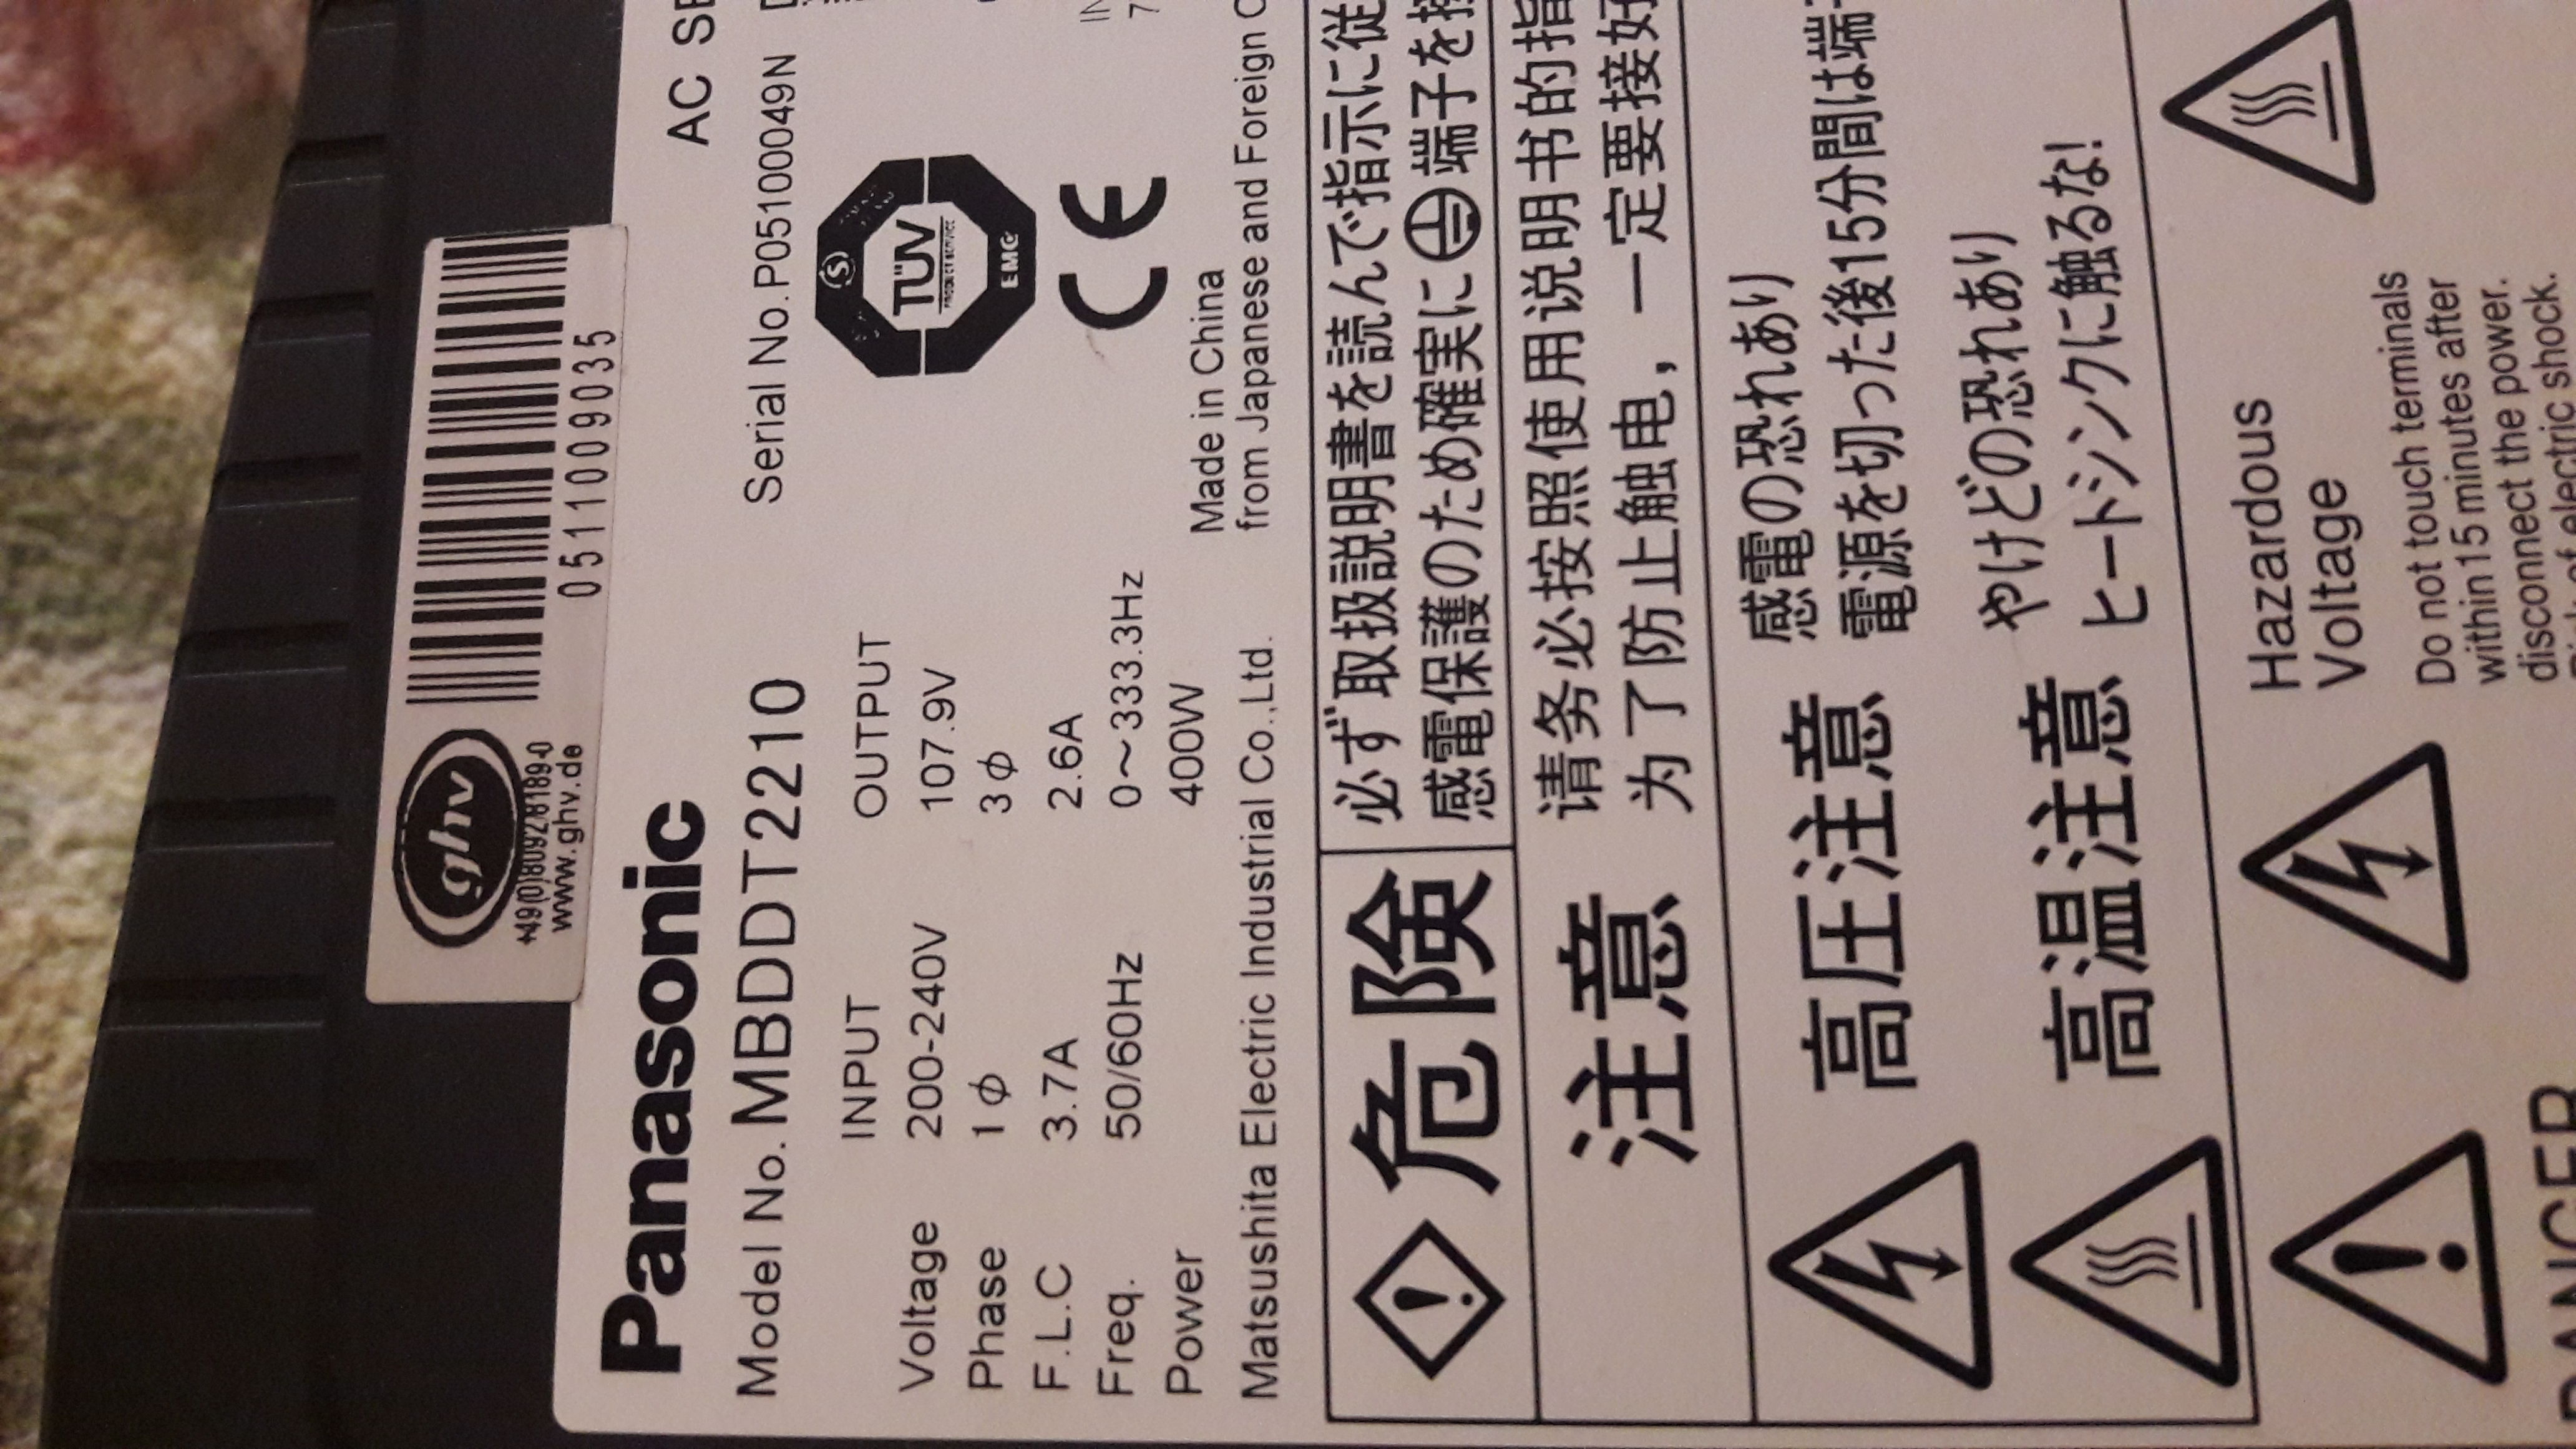 ghv
www.ghv.de
05110009035
Panasonic
AC
Model No. MBDDT2210
Serial No. P05100049N
INPUT OUTPUT
Voltage 200-240V 107.9V
Phase 1ϕ 3ϕ
F.L.C 3.7A 2.6A
Freq. 50/60Hz 0~333.3Hz
Power 400W
TÜV
PRODUCT SERVICE
EMC
CE
Made in China
Matsushita Electric Industrial Co.,Ltd. from Japanese and Foreign
危険
必ず取扱説明書を読んで指示に従
感電保護のため確実に⏚端子を接
注意
请务必按照使用说明书的指
为了防止触电，一定要接好
高圧注意
感電の恐れあり
電源を切った後15分間は端
高温注意
やけどの恐れあり
ヒートシンクに触るな!
Hazardous
Voltage
Do not touch terminals
within 15 minutes after
disconnect the power.
of electric shock.
DANGER